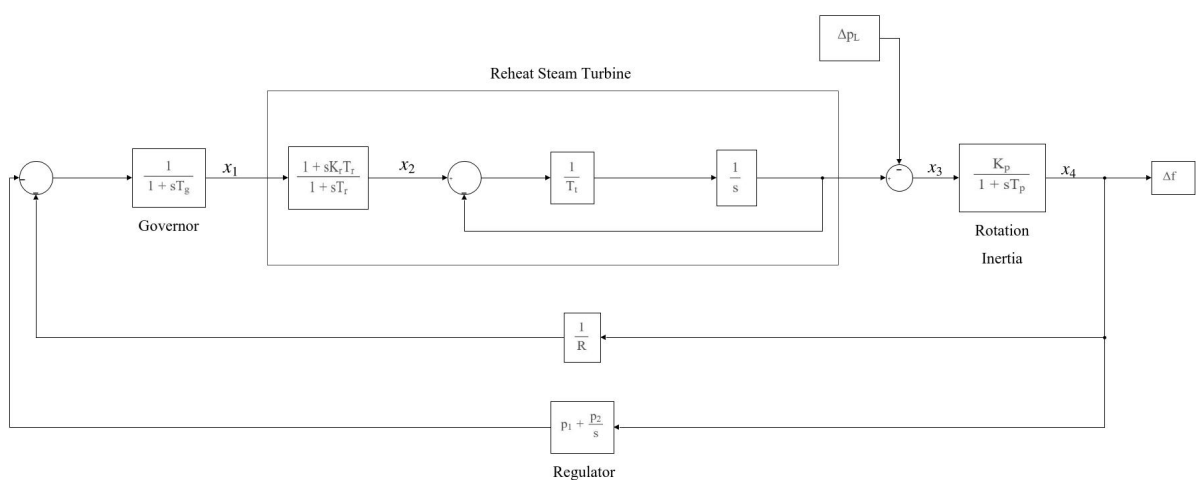 Δp_L
Reheat Steam Turbine
1
1 + sT_g
x_1
1 + sK_rT_r
1 + sT_r
x_2
1
T_t
1
s
x_3
K_p
1 + sT_p
x_4
Δf
Governor
Rotation
Inertia
1
R
p_1 + p_2
s
Regulator